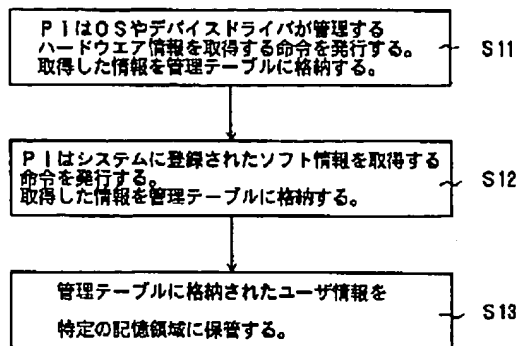 PIはOSやデバイスドライバが管理する
ハードウエア情報を取得する命令を発行する。
取得した情報を管理テーブルに格納する。
S11
PIはシステムに登録されたソフト情報を取得する
命令を発行する。
取得した情報を管理テーブルに格納する。
S12
管理テーブルに格納されたユーザ情報を
特定の記憶領域に保管する。
S13